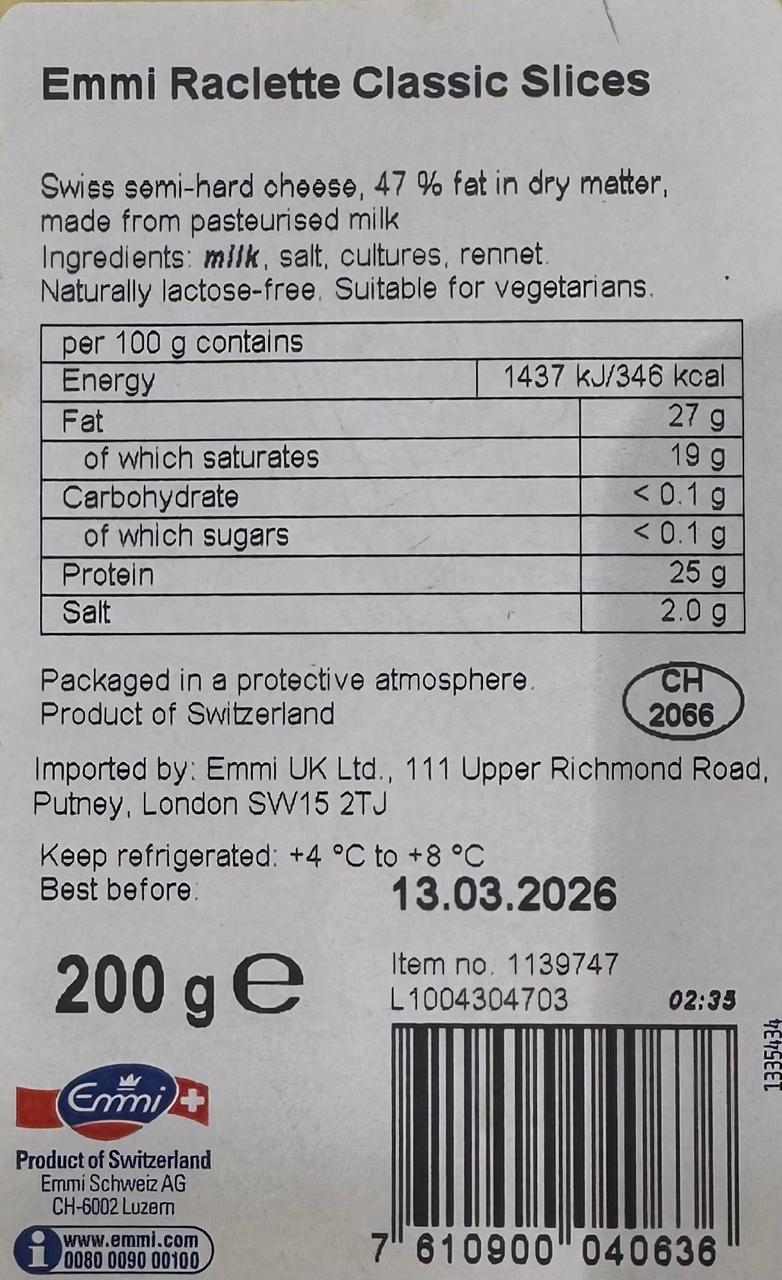 Emmi Raclette Classic Slices
Swiss semi-hard cheese, 47 % fat in dry matter,
made from pasteurised milk
Ingredients: milk, salt, cultures, rennet.
Naturally lactose-free. Suitable for vegetarians.
per 100 g contains
Energy 1437 kJ/346 kcal
Fat 27 g
of which saturates 19 g
Carbohydrate < 0.1 g
of which sugars < 0.1 g
Protein 25 g
Salt 2.0 g
Packaged in a protective atmosphere.
Product of Switzerland
CH
2066
Imported by: Emmi UK Ltd., 111 Upper Richmond Road,
Putney, London SW15 2TJ
Keep refrigerated: +4 °C to +8 °C
Best before: 13.03.2026
200 g e
Item no. 1139747
L1004304703 02:35
1335434
Emmi
Product of Switzerland
Emmi Schweiz AG
CH-6002 Luzern
i www.emmi.com
0080 0090 00100
7 610900 040636